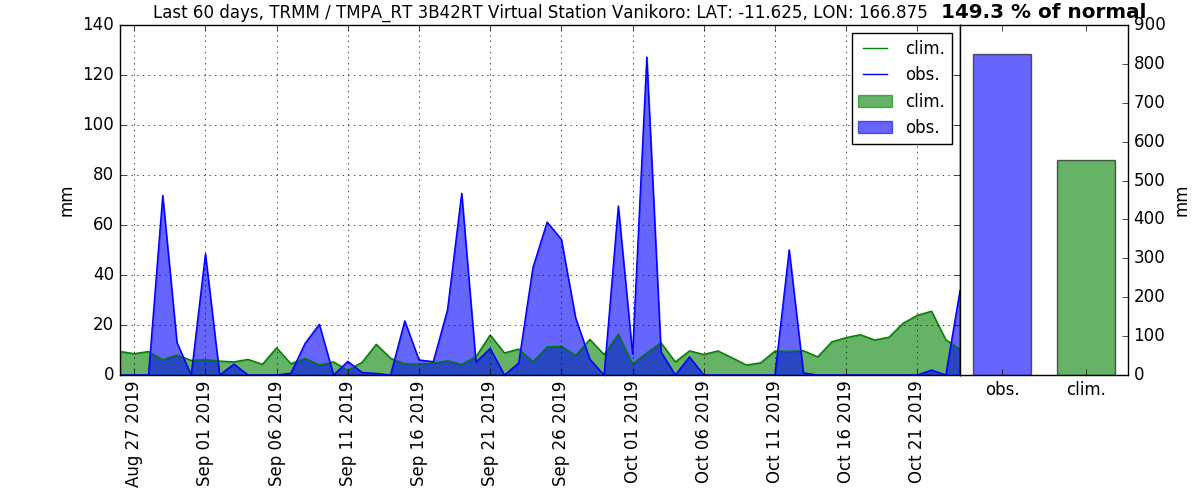 Last 60 days, TRMM / TMPA_RT 3B42RT Virtual Station Vanikoro: LAT: -11.625, LON: 166.875 149.3 % of normal
140
120
100
80
60
40
20
0
mm
clim.
obs.
clim.
obs.
900
800
700
600
500
400
300
200
100
0
mm
Aug 27 2019
Sep 01 2019
Sep 06 2019
Sep 11 2019
Sep 16 2019
Sep 21 2019
Sep 26 2019
Oct 01 2019
Oct 06 2019
Oct 11 2019
Oct 16 2019
Oct 21 2019
obs.
clim.